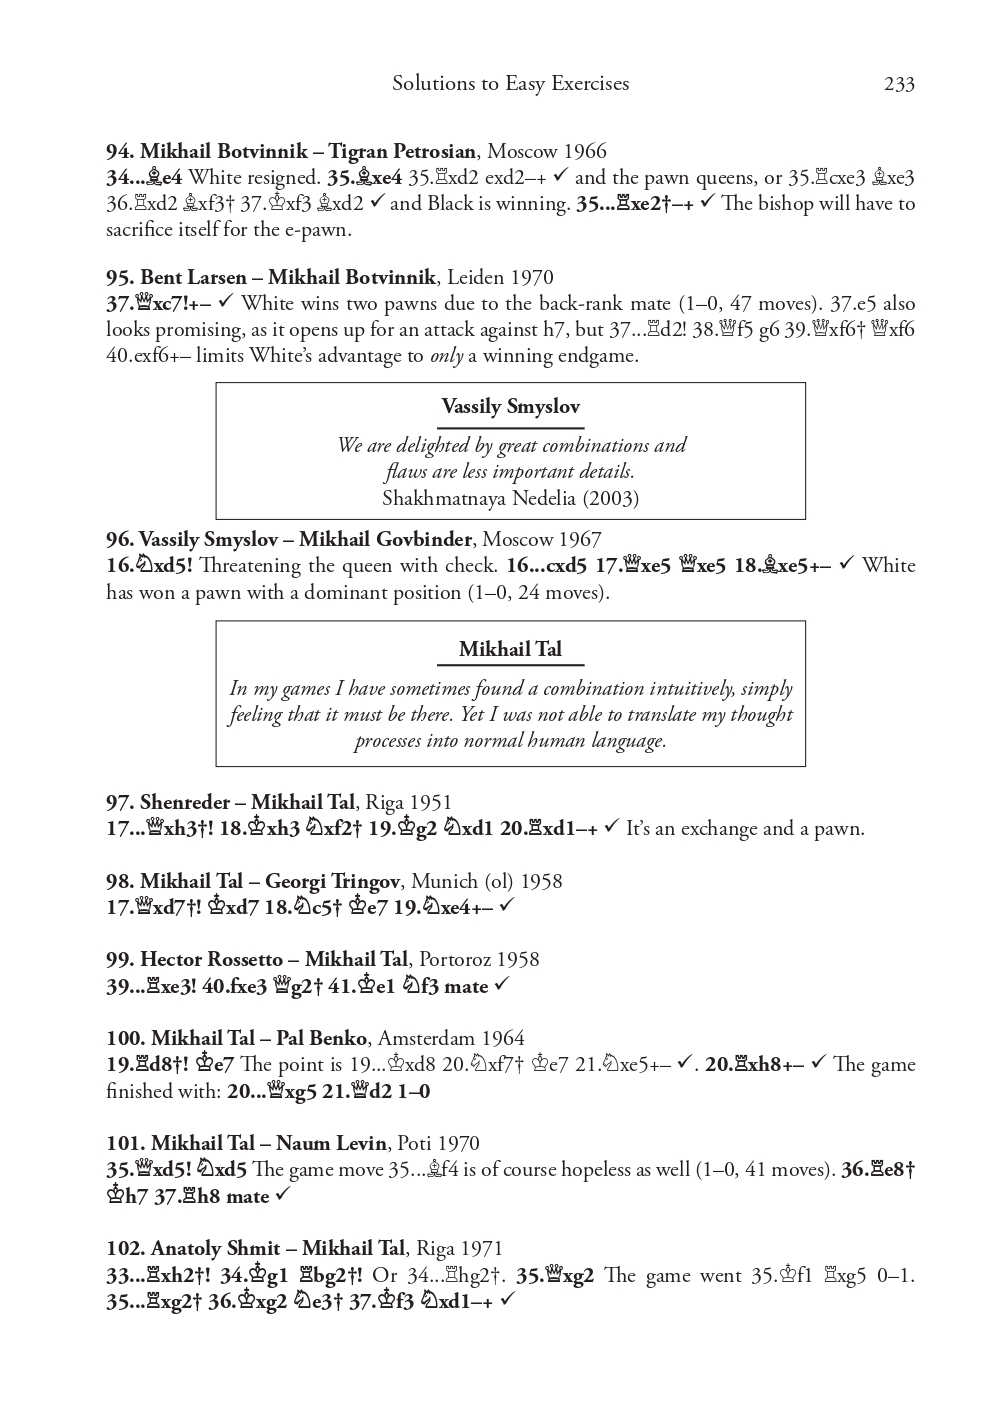 Solutions to Easy Exercises 233
94. Mikhail Botvinnik – Tigran Petrosian, Moscow 1966
34...♗e4 White resigned. 35.♗xe4 35.♖xd2 exd2–+ ✓ and the pawn queens, or 35.♖cxe3 ♗xe3
36.♖xd2 ♗xf3† 37.♔xf3 ♗xd2 ✓ and Black is winning. 35...♖xe2†–+ ✓ The bishop will have to
sacrifice itself for the e-pawn.
95. Bent Larsen – Mikhail Botvinnik, Leiden 1970
37.♕xc7!+– ✓ White wins two pawns due to the back-rank mate (1–0, 47 moves). 37.e5 also
looks promising, as it opens up for an attack against h7, but 37...♖d2! 38.♕f5 g6 39.♕xf6† ♕xf6
40.exf6+– limits White's advantage to only a winning endgame.
Vassily Smyslov
We are delighted by great combinations and
flaws are less important details.
Shakhmatnaya Nedelia (2003)
96. Vassily Smyslov – Mikhail Govbinder, Moscow 1967
16.♘xd5! Threatening the queen with check. 16...cxd5 17.♕xe5 ♕xe5 18.♗xe5+– ✓ White
has won a pawn with a dominant position (1–0, 24 moves).
Mikhail Tal
In my games I have sometimes found a combination intuitively, simply
feeling that it must be there. Yet I was not able to translate my thought
processes into normal human language.
97. Shenreder – Mikhail Tal, Riga 1951
17...♕xh3†! 18.♔xh3 ♘xf2† 19.♔g2 ♘xd1 20.♖xd1–+ ✓ It's an exchange and a pawn.
98. Mikhail Tal – Georgi Tringov, Munich (ol) 1958
17.♕xd7†! ♔xd7 18.♘c5† ♔e7 19.♘xe4+– ✓
99. Hector Rossetto – Mikhail Tal, Portoroz 1958
39...♖xe3! 40.fxe3 ♕g2† 41.♔e1 ♘f3 mate ✓
100. Mikhail Tal – Pal Benko, Amsterdam 1964
19.♖d8†! ♔e7 The point is 19...♔xd8 20.♘xf7† ♔e7 21.♘xe5+– ✓. 20.♖xh8+– ✓ The game
finished with: 20...♕xg5 21.♕d2 1–0
101. Mikhail Tal – Naum Levin, Poti 1970
35.♕xd5! ♘xd5 The game move 35...♗f4 is of course hopeless as well (1–0, 41 moves). 36.♖e8†
♔h7 37.♖h8 mate ✓
102. Anatoly Shmit – Mikhail Tal, Riga 1971
33...♖xh2†! 34.♔g1 ♖bg2†! Or 34...♖hg2†. 35.♕xg2 The game went 35.♔f1 ♖xg5 0–1.
35...♖xg2† 36.♔xg2 ♘e3† 37.♔f3 ♘xd1–+ ✓